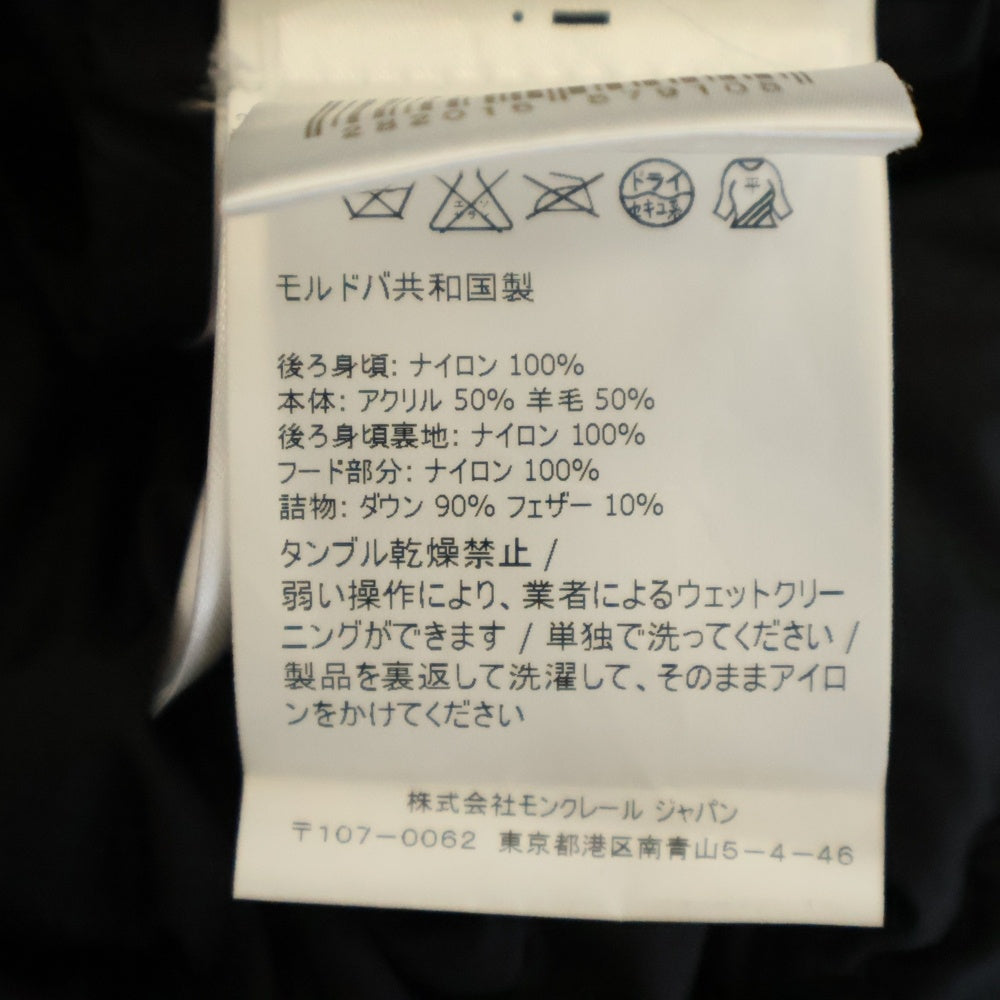 ドライ
セキユ系
平
モルドバ共和国製
後ろ身頃: ナイロン 100%
本体: アクリル 50% 羊毛 50%
後ろ身頃裏地: ナイロン 100%
フード部分: ナイロン 100%
詰物: ダウン 90% フェザー 10%
タンブル乾燥禁止 /
弱い操作により、業者によるウェットクリー
ニングができます / 単独で洗ってください /
製品を裏返して洗濯して、そのままアイロ
ンをかけてください
株式会社モンクレール ジャパン
〒107-0062 東京都港区南青山5-4-46